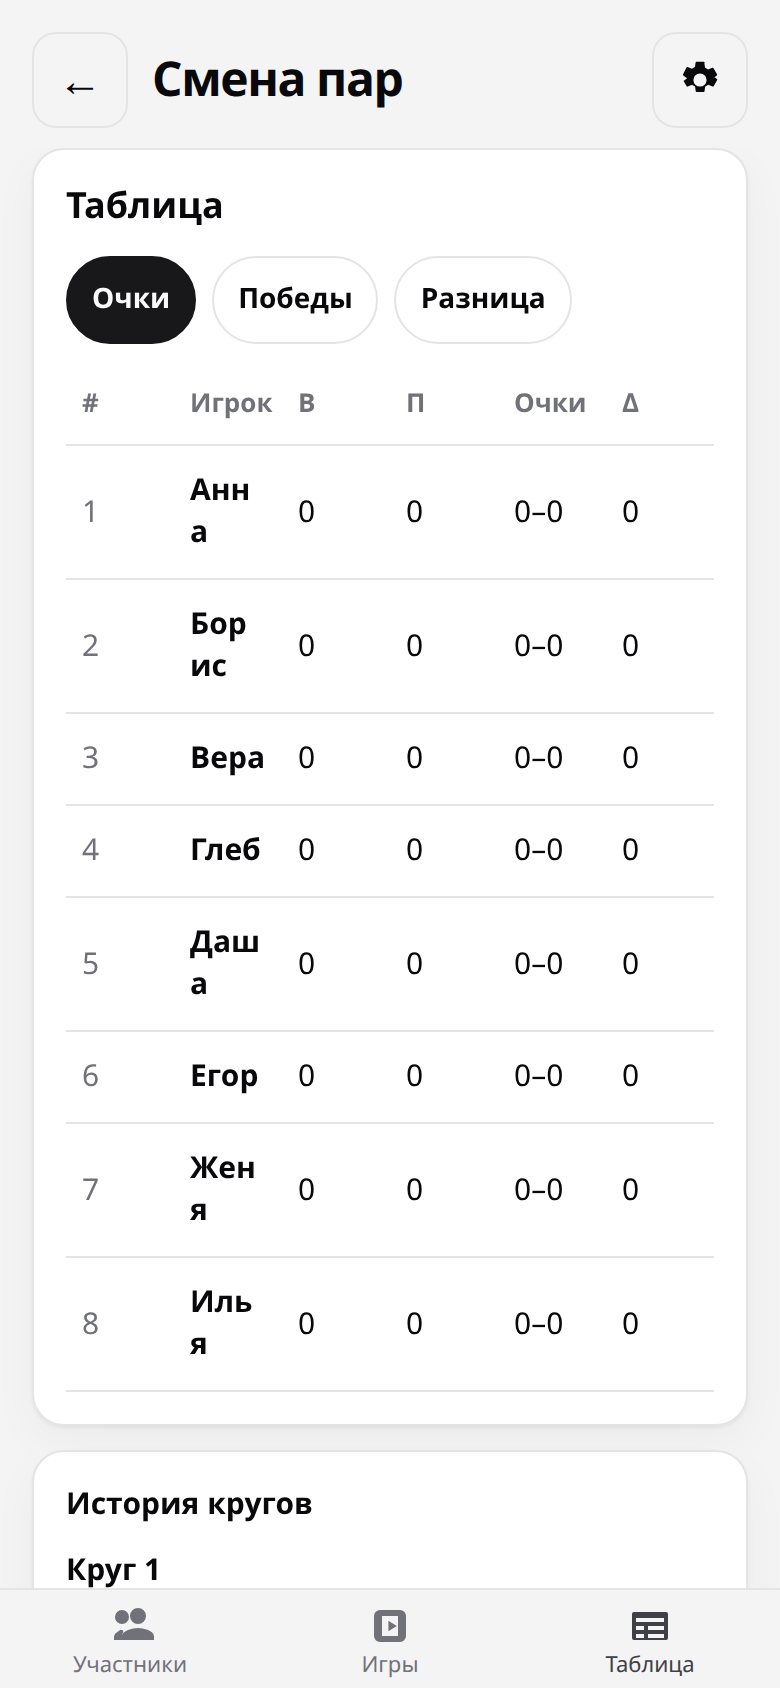 ← Смена пар
Таблица
Очки Победы Разница
# Игрок В П Очки Δ
1 Анн
а 0 0 0–0 0
2 Бор
ис 0 0 0–0 0
3 Вера 0 0 0–0 0
4 Глеб 0 0 0–0 0
5 Даш
а 0 0 0–0 0
6 Егор 0 0 0–0 0
7 Жен
я 0 0 0–0 0
8 Иль
я 0 0 0–0 0
История кругов
Круг 1
Участники Игры Таблица